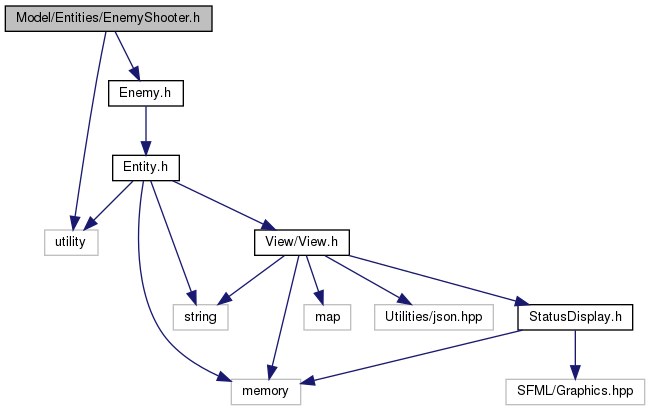 Model/Entities/EnemyShooter.h
Enemy.h
Entity.h
utility
View/View.h
string
map
Utilities/json.hpp
StatusDisplay.h
memory
SFML/Graphics.hpp